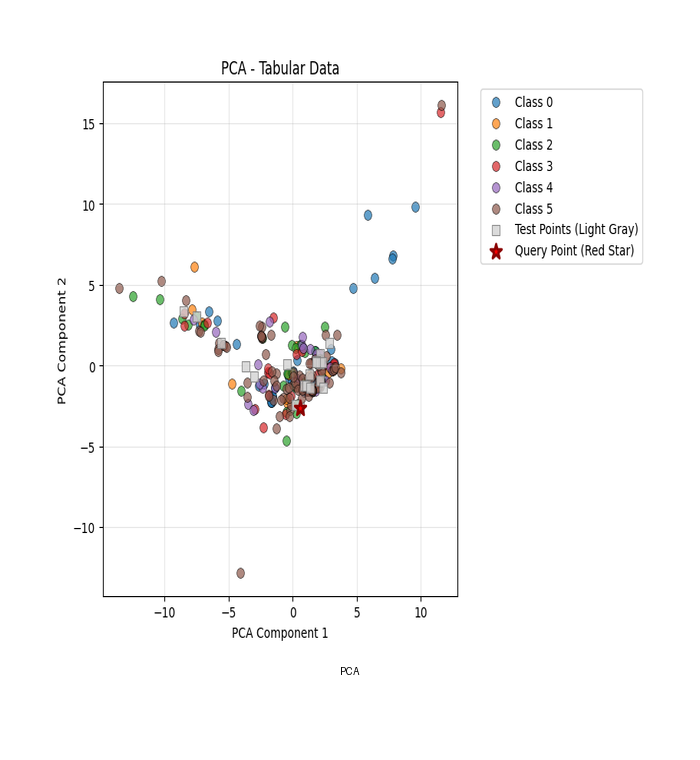 PCA - Tabular Data
PCA Component 2
15
10
5
0
−5
−10
−10
−5
0
5
10
PCA Component 1
Class 0
Class 1
Class 2
Class 3
Class 4
Class 5
Test Points (Light Gray)
Query Point (Red Star)
PCA